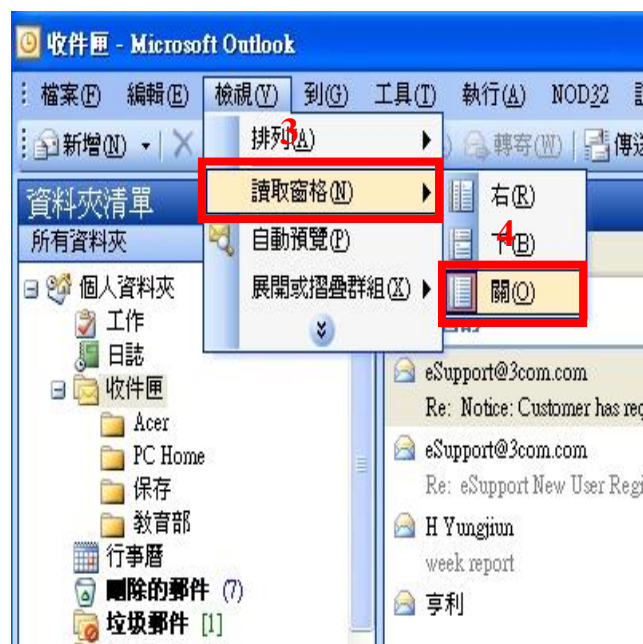 收件匣 - Microsoft Outlook
檔案(F) 編輯(E) 檢視(V) 到(G) 工具(T) 執行(A) NOD32
新增(N) 轉寄(W) 傳送
3
排列(A)
讀取窗格(N)
自動預覽(P)
展開或摺疊群組(X)
右(R)
4
下(B)
關(O)
資料夾清單
所有資料夾
個人資料夾
工作
日誌
收件匣
Acer
PC Home
保存
教育部
行事曆
刪除的郵件 (7)
垃圾郵件 [1]
eSupport@3com.com
Re: Notice: Customer has req
eSupport@3com.com
Re: eSupport New User Regi
H Yungjiun
week report
亨利